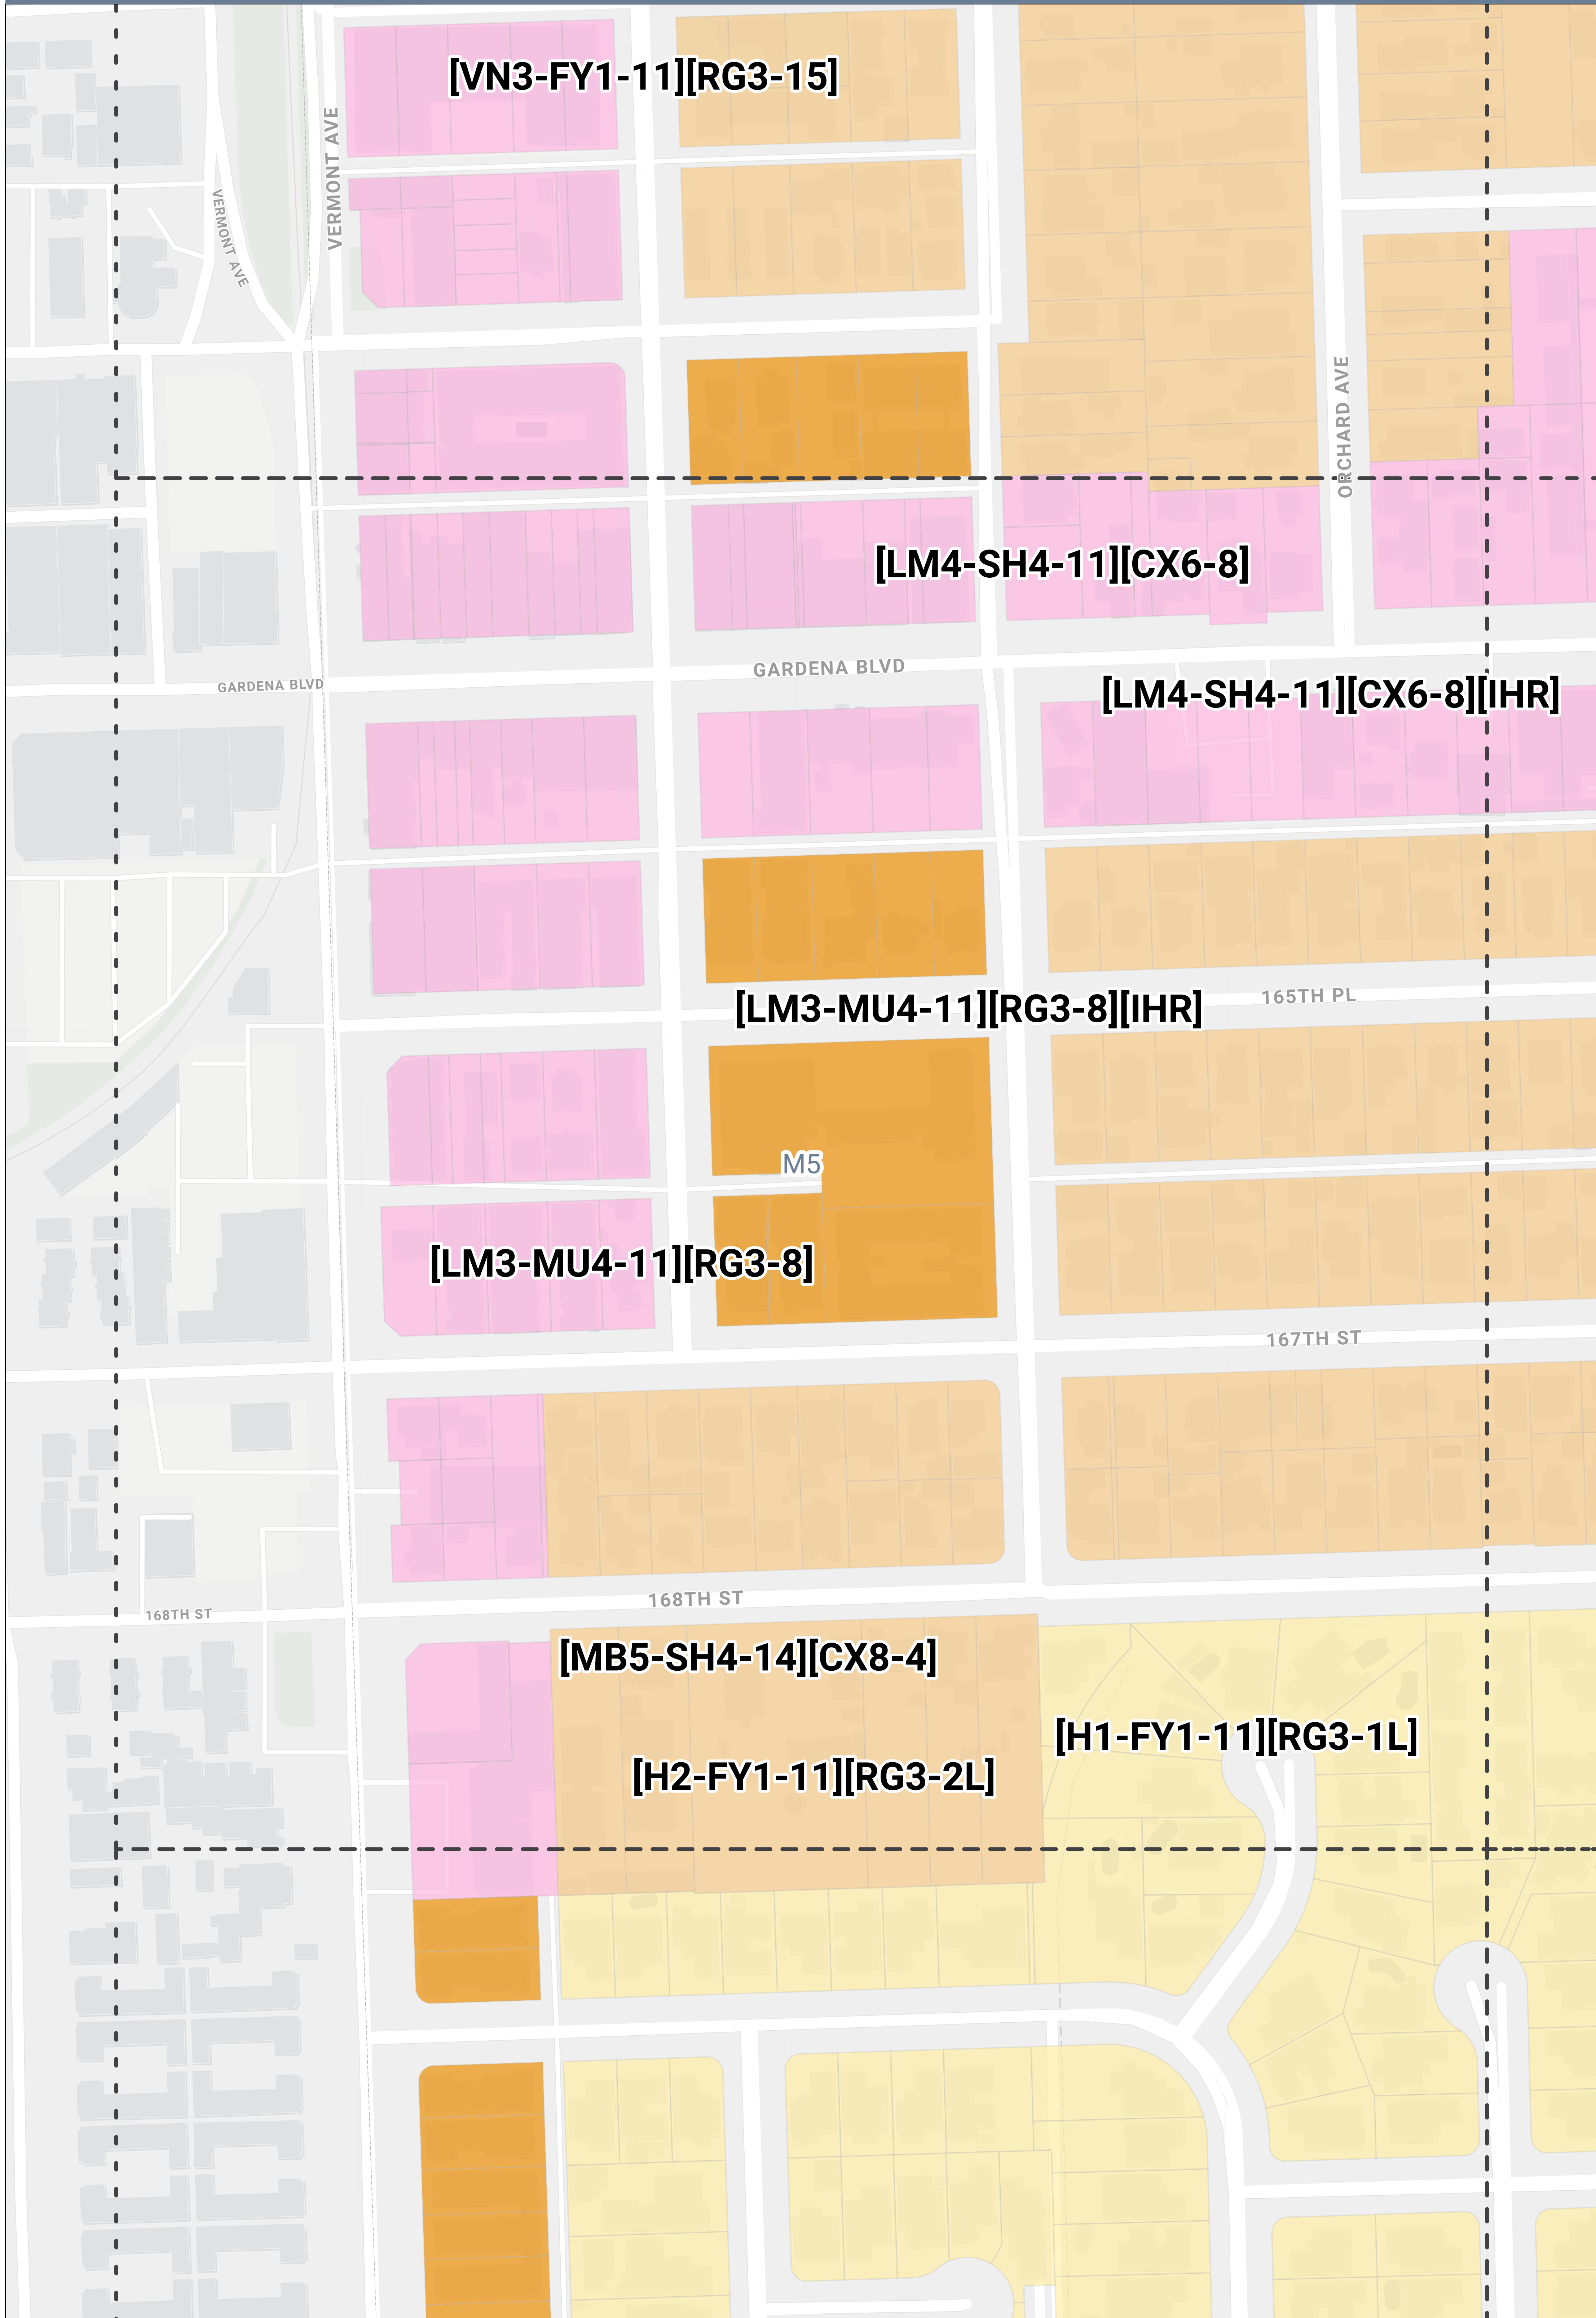 [VN3-FY1-11][RG3-15]
VERMONT AVE
VERMONT AVE
ORCHARD AVE
[LM4-SH4-11][CX6-8]
GARDENA BLVD
GARDENA BLVD
[LM4-SH4-11][CX6-8][IHR]
165TH PL
[LM3-MU4-11][RG3-8][IHR]
M5
[LM3-MU4-11][RG3-8]
167TH ST
168TH ST
168TH ST
[MB5-SH4-14][CX8-4]
[H1-FY1-11][RG3-1L]
[H2-FY1-11][RG3-2L]